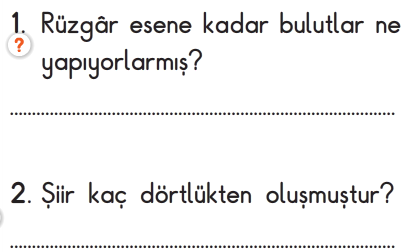 1. Rüzgâr esene kadar bulutlar ne
?
yapıyorlarmış?
2. Şiir kaç dörtlükten oluşmuştur?